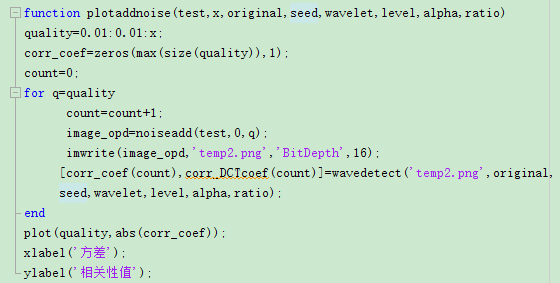 function plotaddnoise(test,x,original,seed,wavelet,level,alpha,ratio)
quality=0.01:0.01:x;
corr_coef=zeros(max(size(quality)),1);
count=0;
for q=quality
count=count+1;
image_opd=noiseadd(test,0,q);
imwrite(image_opd,'temp2.png','BitDepth',16);
[corr_coef(count),corr_DCTcoef(count)]=wavedetect('temp2.png',original,
seed,wavelet,level,alpha,ratio);
end
plot(quality,abs(corr_coef));
xlabel('方差');
ylabel('相关性值');